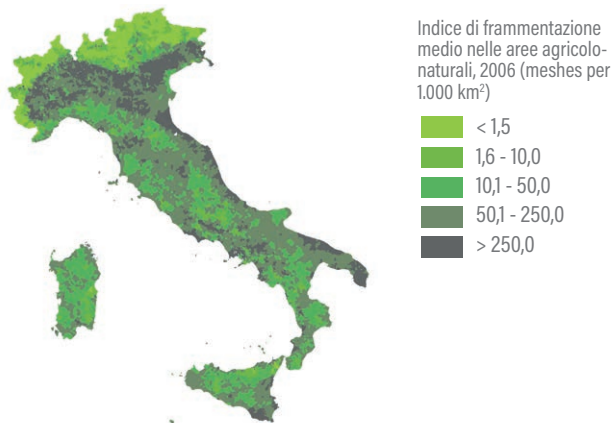 Indice di frammentazione
medio nelle aree agricolo-
naturali, 2006 (meshes per
1.000 km²)
< 1,5
1,6 - 10,0
10,1 - 50,0
50,1 - 250,0
> 250,0